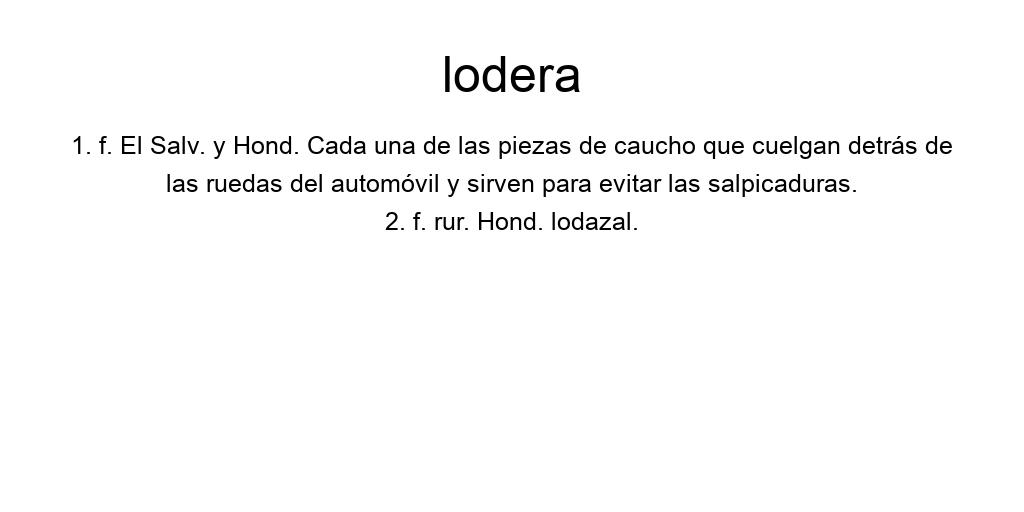 lodera
1. f. El Salv. y Hond. Cada una de las piezas de caucho que cuelgan detrás de
las ruedas del automóvil y sirven para evitar las salpicaduras.
2. f. rur. Hond. lodazal.